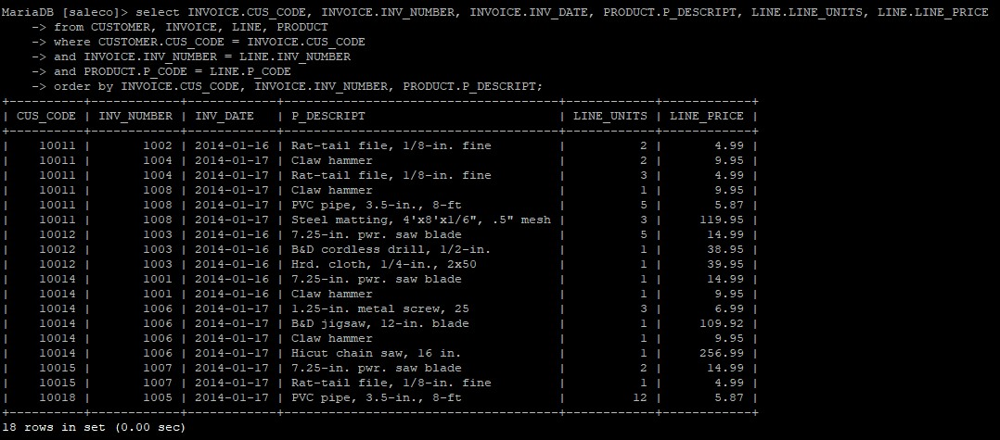 MariaDB [saleco]> select INVOICE.CUS_CODE, INVOICE.INV_NUMBER, INVOICE.INV_DATE, PRODUCT.P_DESCRIPT, LINE.LINE_UNITS, LINE.LINE_PRICE
    -> from CUSTOMER, INVOICE, LINE, PRODUCT
    -> where CUSTOMER.CUS_CODE = INVOICE.CUS_CODE
    -> and INVOICE.INV_NUMBER = LINE.INV_NUMBER
    -> and PRODUCT.P_CODE = LINE.P_CODE
    -> order by INVOICE.CUS_CODE, INVOICE.INV_NUMBER, PRODUCT.P_DESCRIPT;
+----------+------------+------------+-------------------------------------+------------+------------+
| CUS_CODE | INV_NUMBER | INV_DATE   | P_DESCRIPT                          | LINE_UNITS | LINE_PRICE |
+----------+------------+------------+-------------------------------------+------------+------------+
|    10011 |       1002 | 2014-01-16 | Rat-tail file, 1/8-in. fine         |          2 |       4.99 |
|    10011 |       1004 | 2014-01-17 | Claw hammer                         |          2 |       9.95 |
|    10011 |       1004 | 2014-01-17 | Rat-tail file, 1/8-in. fine         |          3 |       4.99 |
|    10011 |       1008 | 2014-01-17 | Claw hammer                         |          1 |       9.95 |
|    10011 |       1008 | 2014-01-17 | PVC pipe, 3.5-in., 8-ft             |          5 |       5.87 |
|    10011 |       1008 | 2014-01-17 | Steel matting, 4'x8'x1/6", .5" mesh |          3 |     119.95 |
|    10012 |       1003 | 2014-01-16 | 7.25-in. pwr. saw blade             |          5 |      14.99 |
|    10012 |       1003 | 2014-01-16 | B&D cordless drill, 1/2-in.         |          1 |      38.95 |
|    10012 |       1003 | 2014-01-16 | Hrd. cloth, 1/4-in., 2x50           |          1 |      39.95 |
|    10014 |       1001 | 2014-01-16 | 7.25-in. pwr. saw blade             |          1 |      14.99 |
|    10014 |       1001 | 2014-01-16 | Claw hammer                         |          1 |       9.95 |
|    10014 |       1006 | 2014-01-17 | 1.25-in. metal screw, 25            |          3 |       6.99 |
|    10014 |       1006 | 2014-01-17 | B&D jigsaw, 12-in. blade            |          1 |     109.92 |
|    10014 |       1006 | 2014-01-17 | Claw hammer                         |          1 |       9.95 |
|    10014 |       1006 | 2014-01-17 | Hicut chain saw, 16 in.             |          1 |     256.99 |
|    10015 |       1007 | 2014-01-17 | 7.25-in. pwr. saw blade             |          2 |      14.99 |
|    10015 |       1007 | 2014-01-17 | Rat-tail file, 1/8-in. fine         |          1 |       4.99 |
|    10018 |       1005 | 2014-01-17 | PVC pipe, 3.5-in., 8-ft             |         12 |       5.87 |
+----------+------------+------------+-------------------------------------+------------+------------+
18 rows in set (0.00 sec)